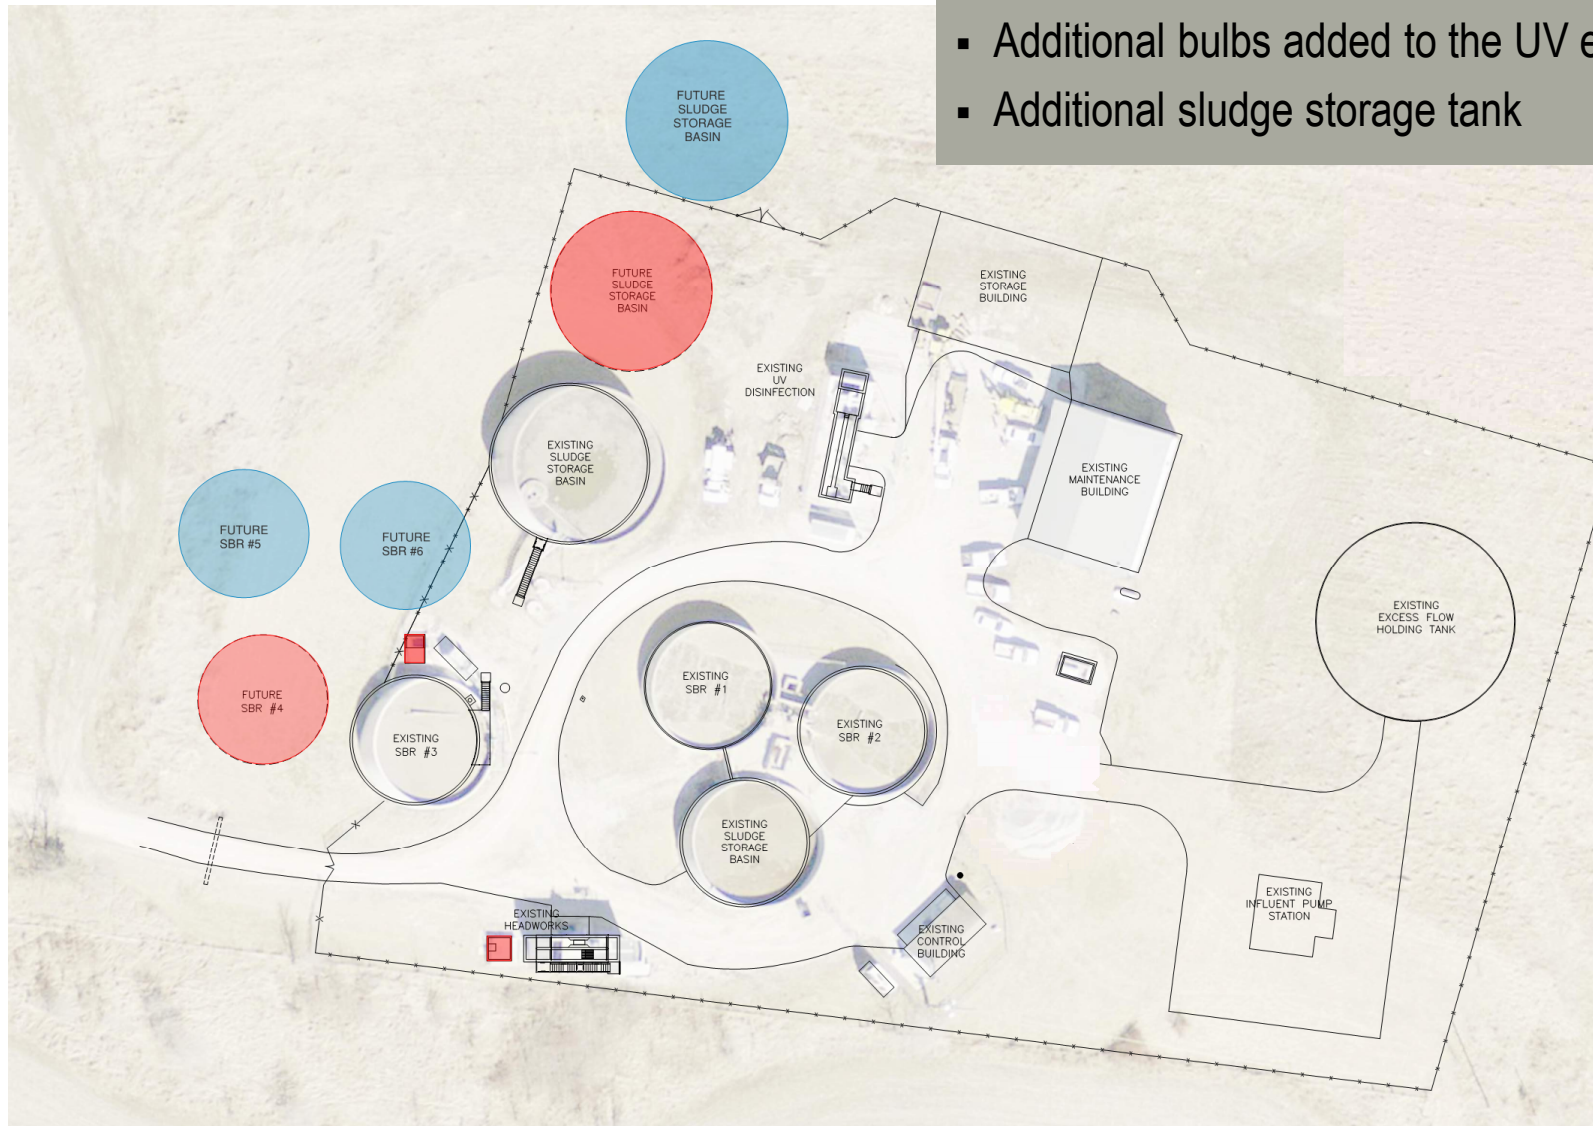 ▪ Additional bulbs added to the UV
▪ Additional sludge storage tank
FUTURE
SLUDGE
STORAGE
BASIN
FUTURE
SLUDGE
STORAGE
BASIN
EXISTING
STORAGE
BUILDING
EXISTING
UV
DISINFECTION
EXISTING
SLUDGE
STORAGE
BASIN
EXISTING
MAINTENANCE
BUILDING
FUTURE
SBR #5
FUTURE
SBR #6
EXISTING
EXCESS FLOW
HOLDING TANK
FUTURE
SBR #4
EXISTING
SBR #3
EXISTING
SBR #1
EXISTING
SBR #2
EXISTING
SLUDGE
STORAGE
BASIN
EXISTING
HEADWORKS
EXISTING
CONTROL
BUILDING
EXISTING
INFLUENT PUMP
STATION